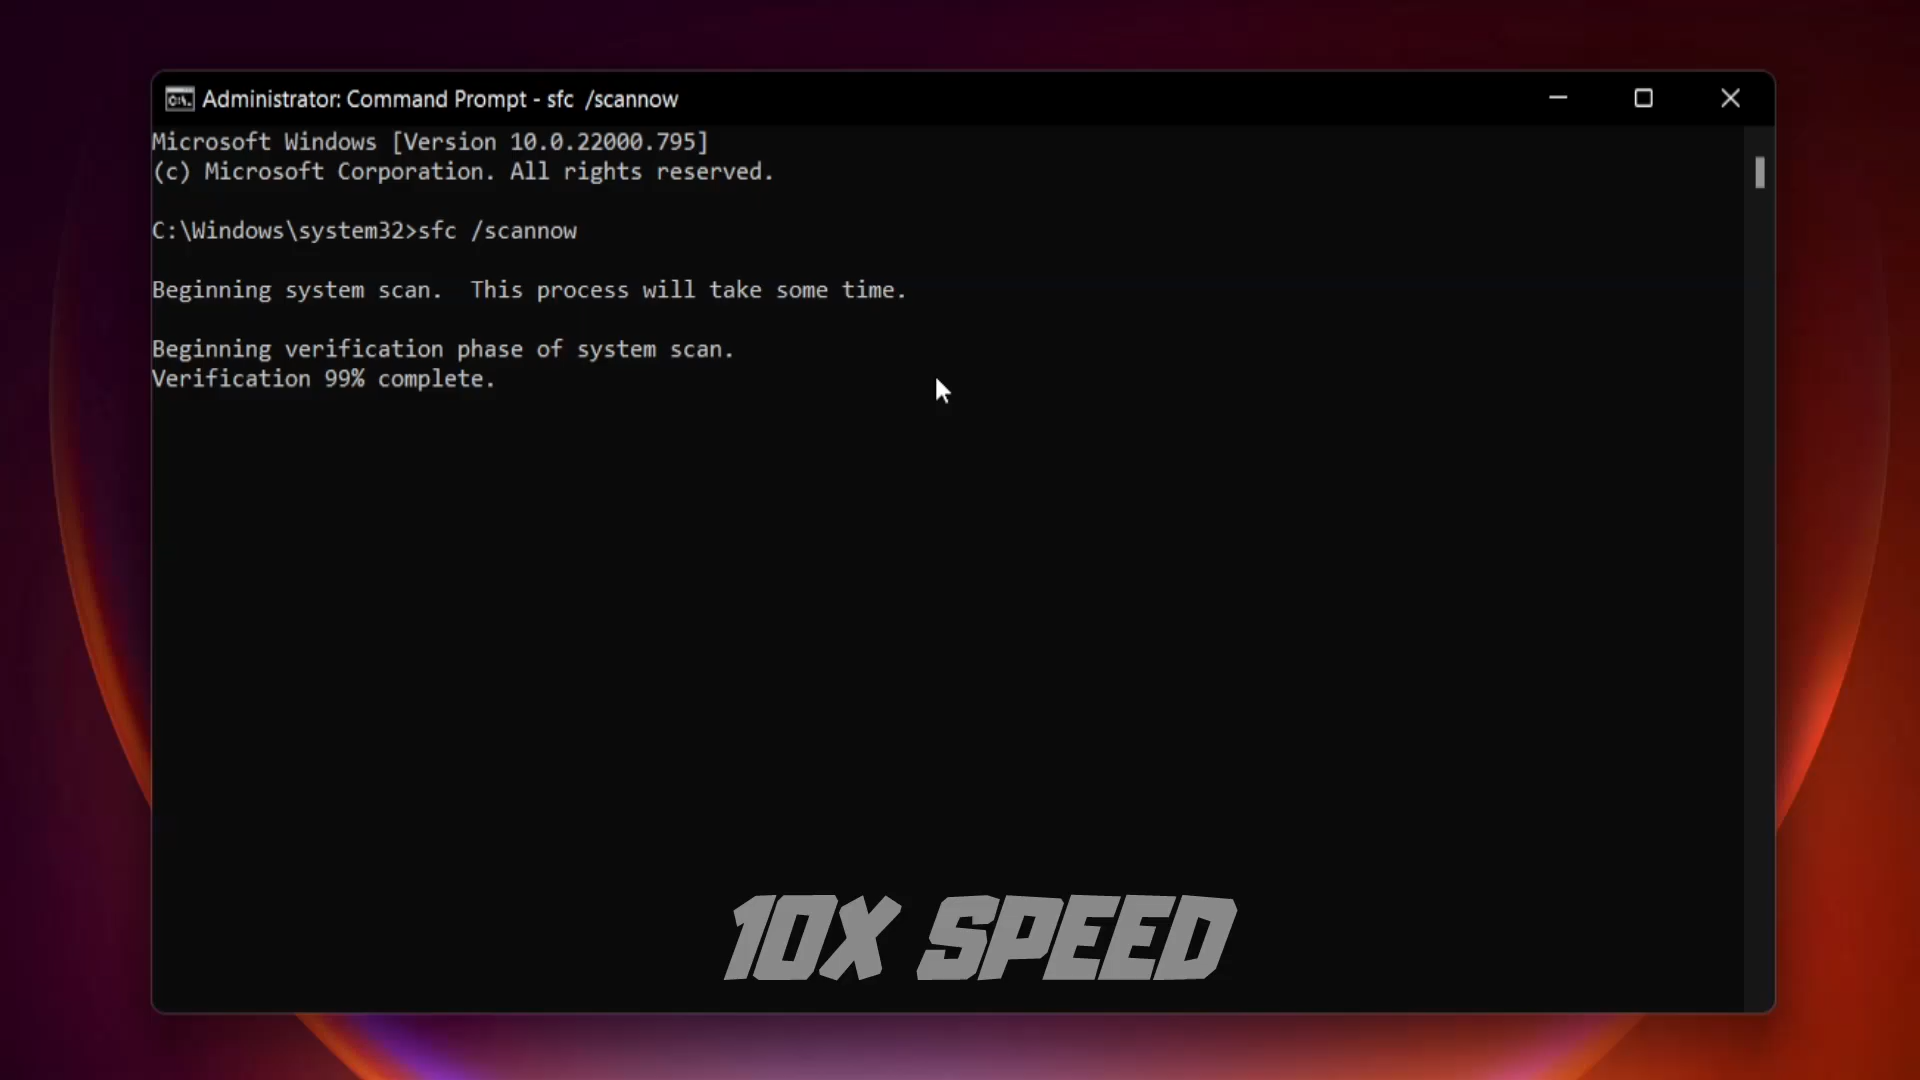 Administrator: Command Prompt - sfc  /scannow
Microsoft Windows [Version 10.0.22000.795]
(c) Microsoft Corporation. All rights reserved.
C:\Windows\system32>sfc /scannow
Beginning system scan.  This process will take some time.
Beginning verification phase of system scan.
Verification 99% complete.
10X SPEED